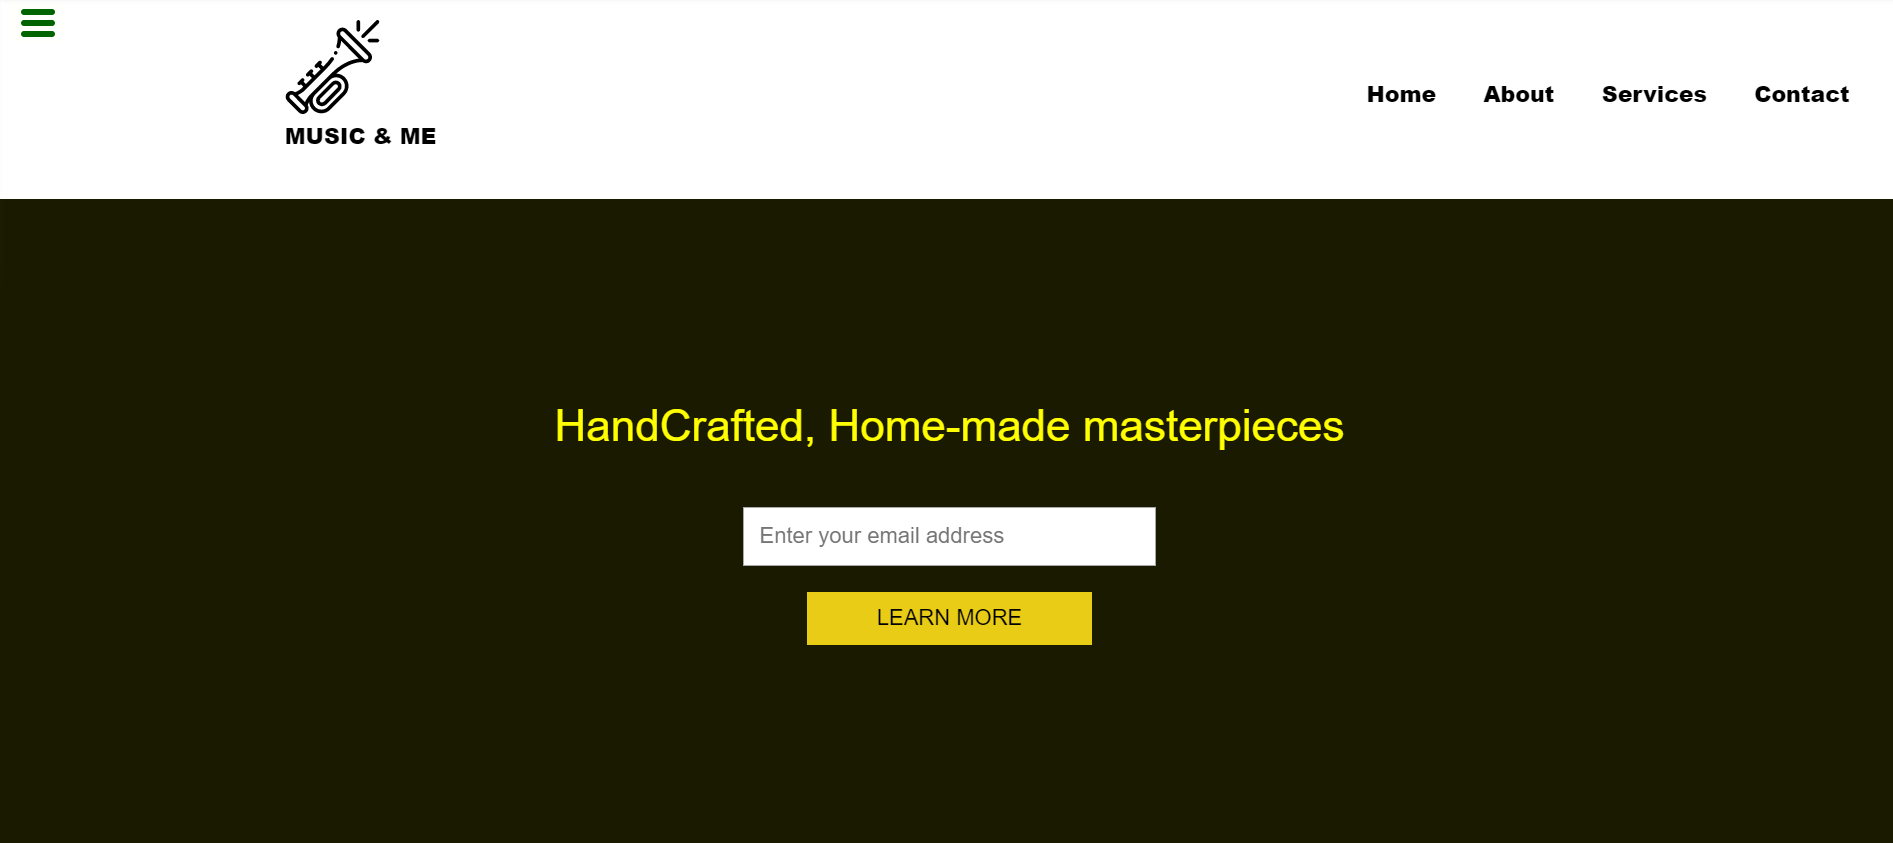 MUSIC & ME
Home About Services Contact
HandCrafted, Home-made masterpieces
Enter your email address
LEARN MORE